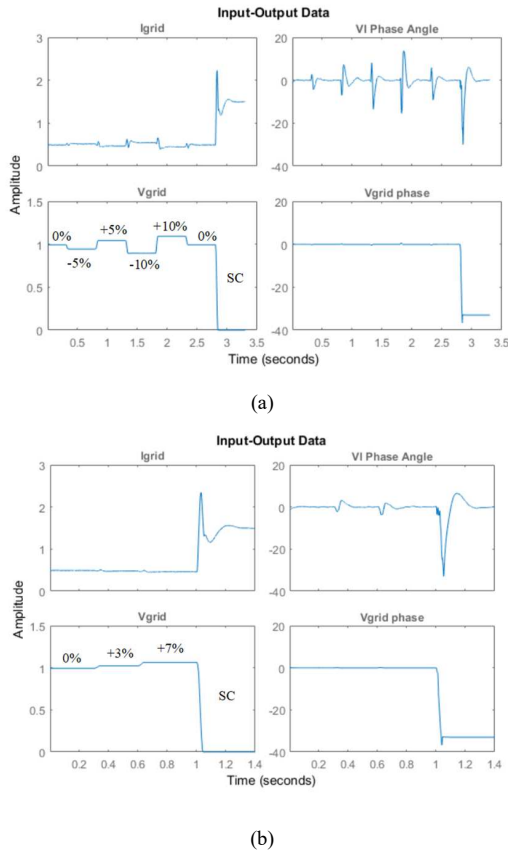 (a)
Input-Output Data
Igrid
VI Phase Angle
3
2
1
0
20
0
-20
-40
Amplitude
Vgrid
Vgrid phase
1.5
1
0.5
0
0%
-5%
+5%
-10%
+10%
0%
SC
0
-20
-40
0.5 1 1.5 2 2.5 3 3.5
0.5 1 1.5 2 2.5 3 3.5
Time (seconds)
(a)
Input-Output Data
Igrid
VI Phase Angle
3
2
1
0
20
0
-20
-40
Amplitude
Vgrid
Vgrid phase
1.5
1
0.5
0
0%
+3%
+7%
SC
0
-20
-40
0.2 0.4 0.6 0.8 1 1.2 1.4
0.2 0.4 0.6 0.8 1 1.2 1.4
Time (seconds)
(b)